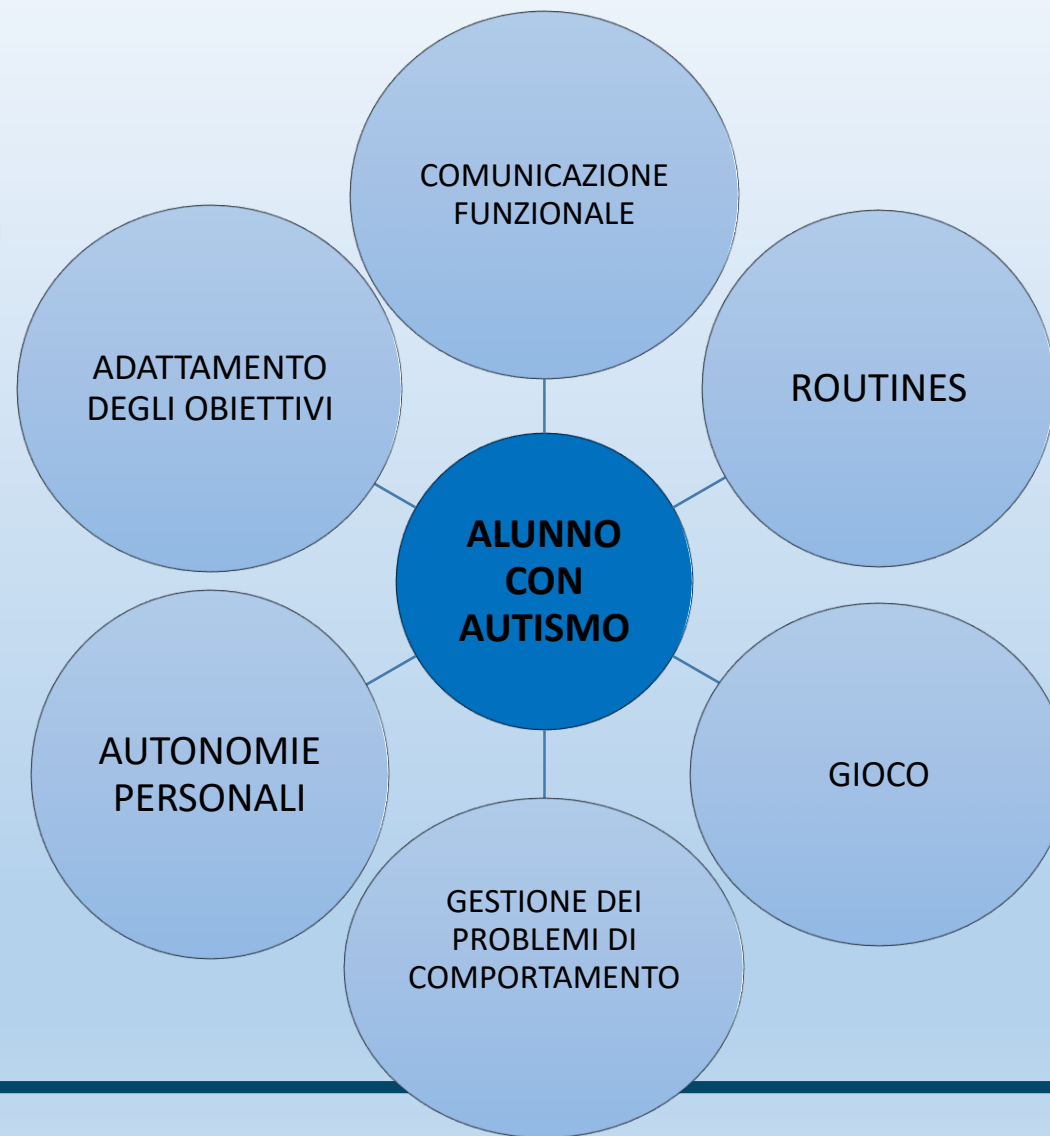 COMUNICAZIONE
FUNZIONALE
ADATTAMENTO
DEGLI OBIETTIVI
ROUTINES
ALUNNO
CON
AUTISMO
AUTONOMIE
PERSONALI
GIOCO
GESTIONE DEI
PROBLEMI DI
COMPORTAMENTO